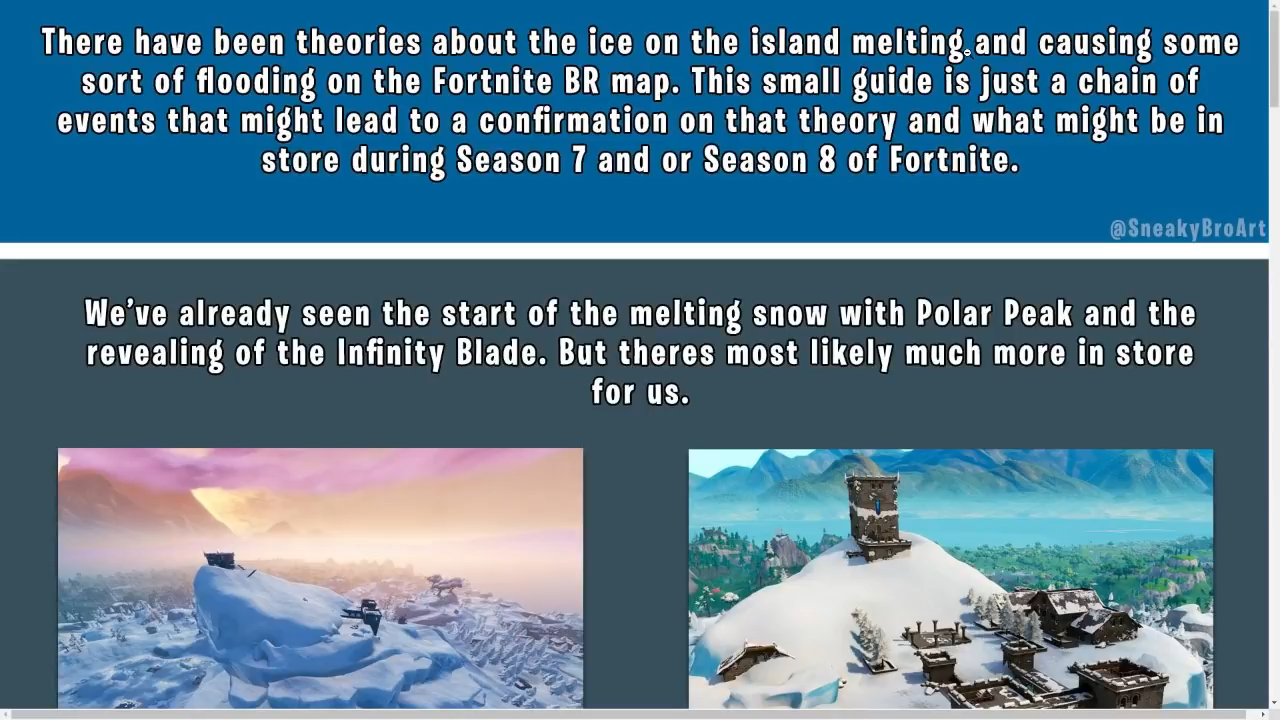 There have been theories about the ice on the island melting and causing some
sort of flooding on the Fortnite BR map. This small guide is just a chain of
events that might lead to a confirmation on that theory and what might be in
store during Season 7 and or Season 8 of Fortnite.
@SneakyBroArt
We've already seen the start of the melting snow with Polar Peak and the
revealing of the Infinity Blade. But theres most likely much more in store
for us.